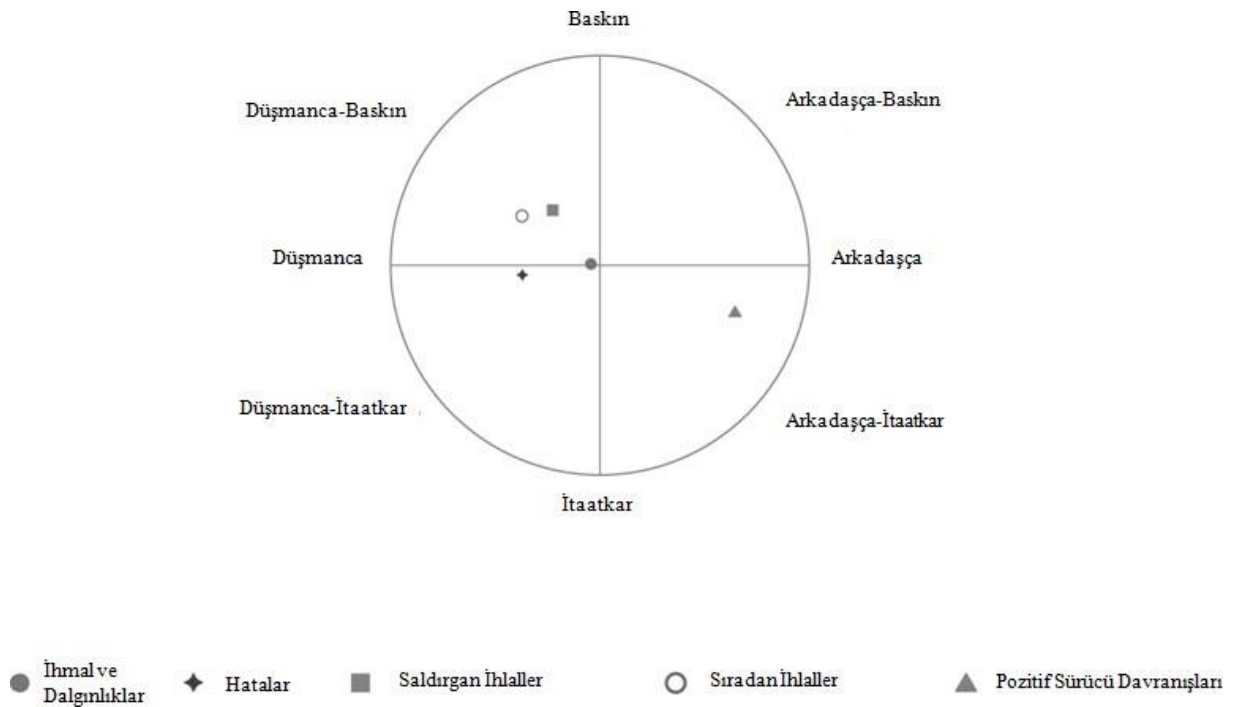 Baskın
Düşmanca-Baskın
Arkadaşça-Baskın
Düşmanca
Arkadaşça
Düşmanca-İtaatkar
Arkadaşça-İtaatkar
İtaatkar
İhmal ve
Dalgınlıklar
Hatalar
Saldırgan İhlaller
Sıradan İhlaller
Pozitif Sürücü Davranışları